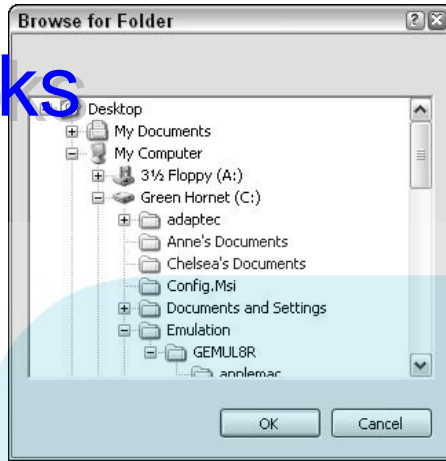 Browse for Folder
ks
Desktop
My Documents
My Computer
3½ Floppy (A:)
Green Hornet (C:)
adaptec
Anne's Documents
Chelsea's Documents
Config.Msi
Documents and Settings
Emulation
GEMUL8R
applemac
OK Cancel